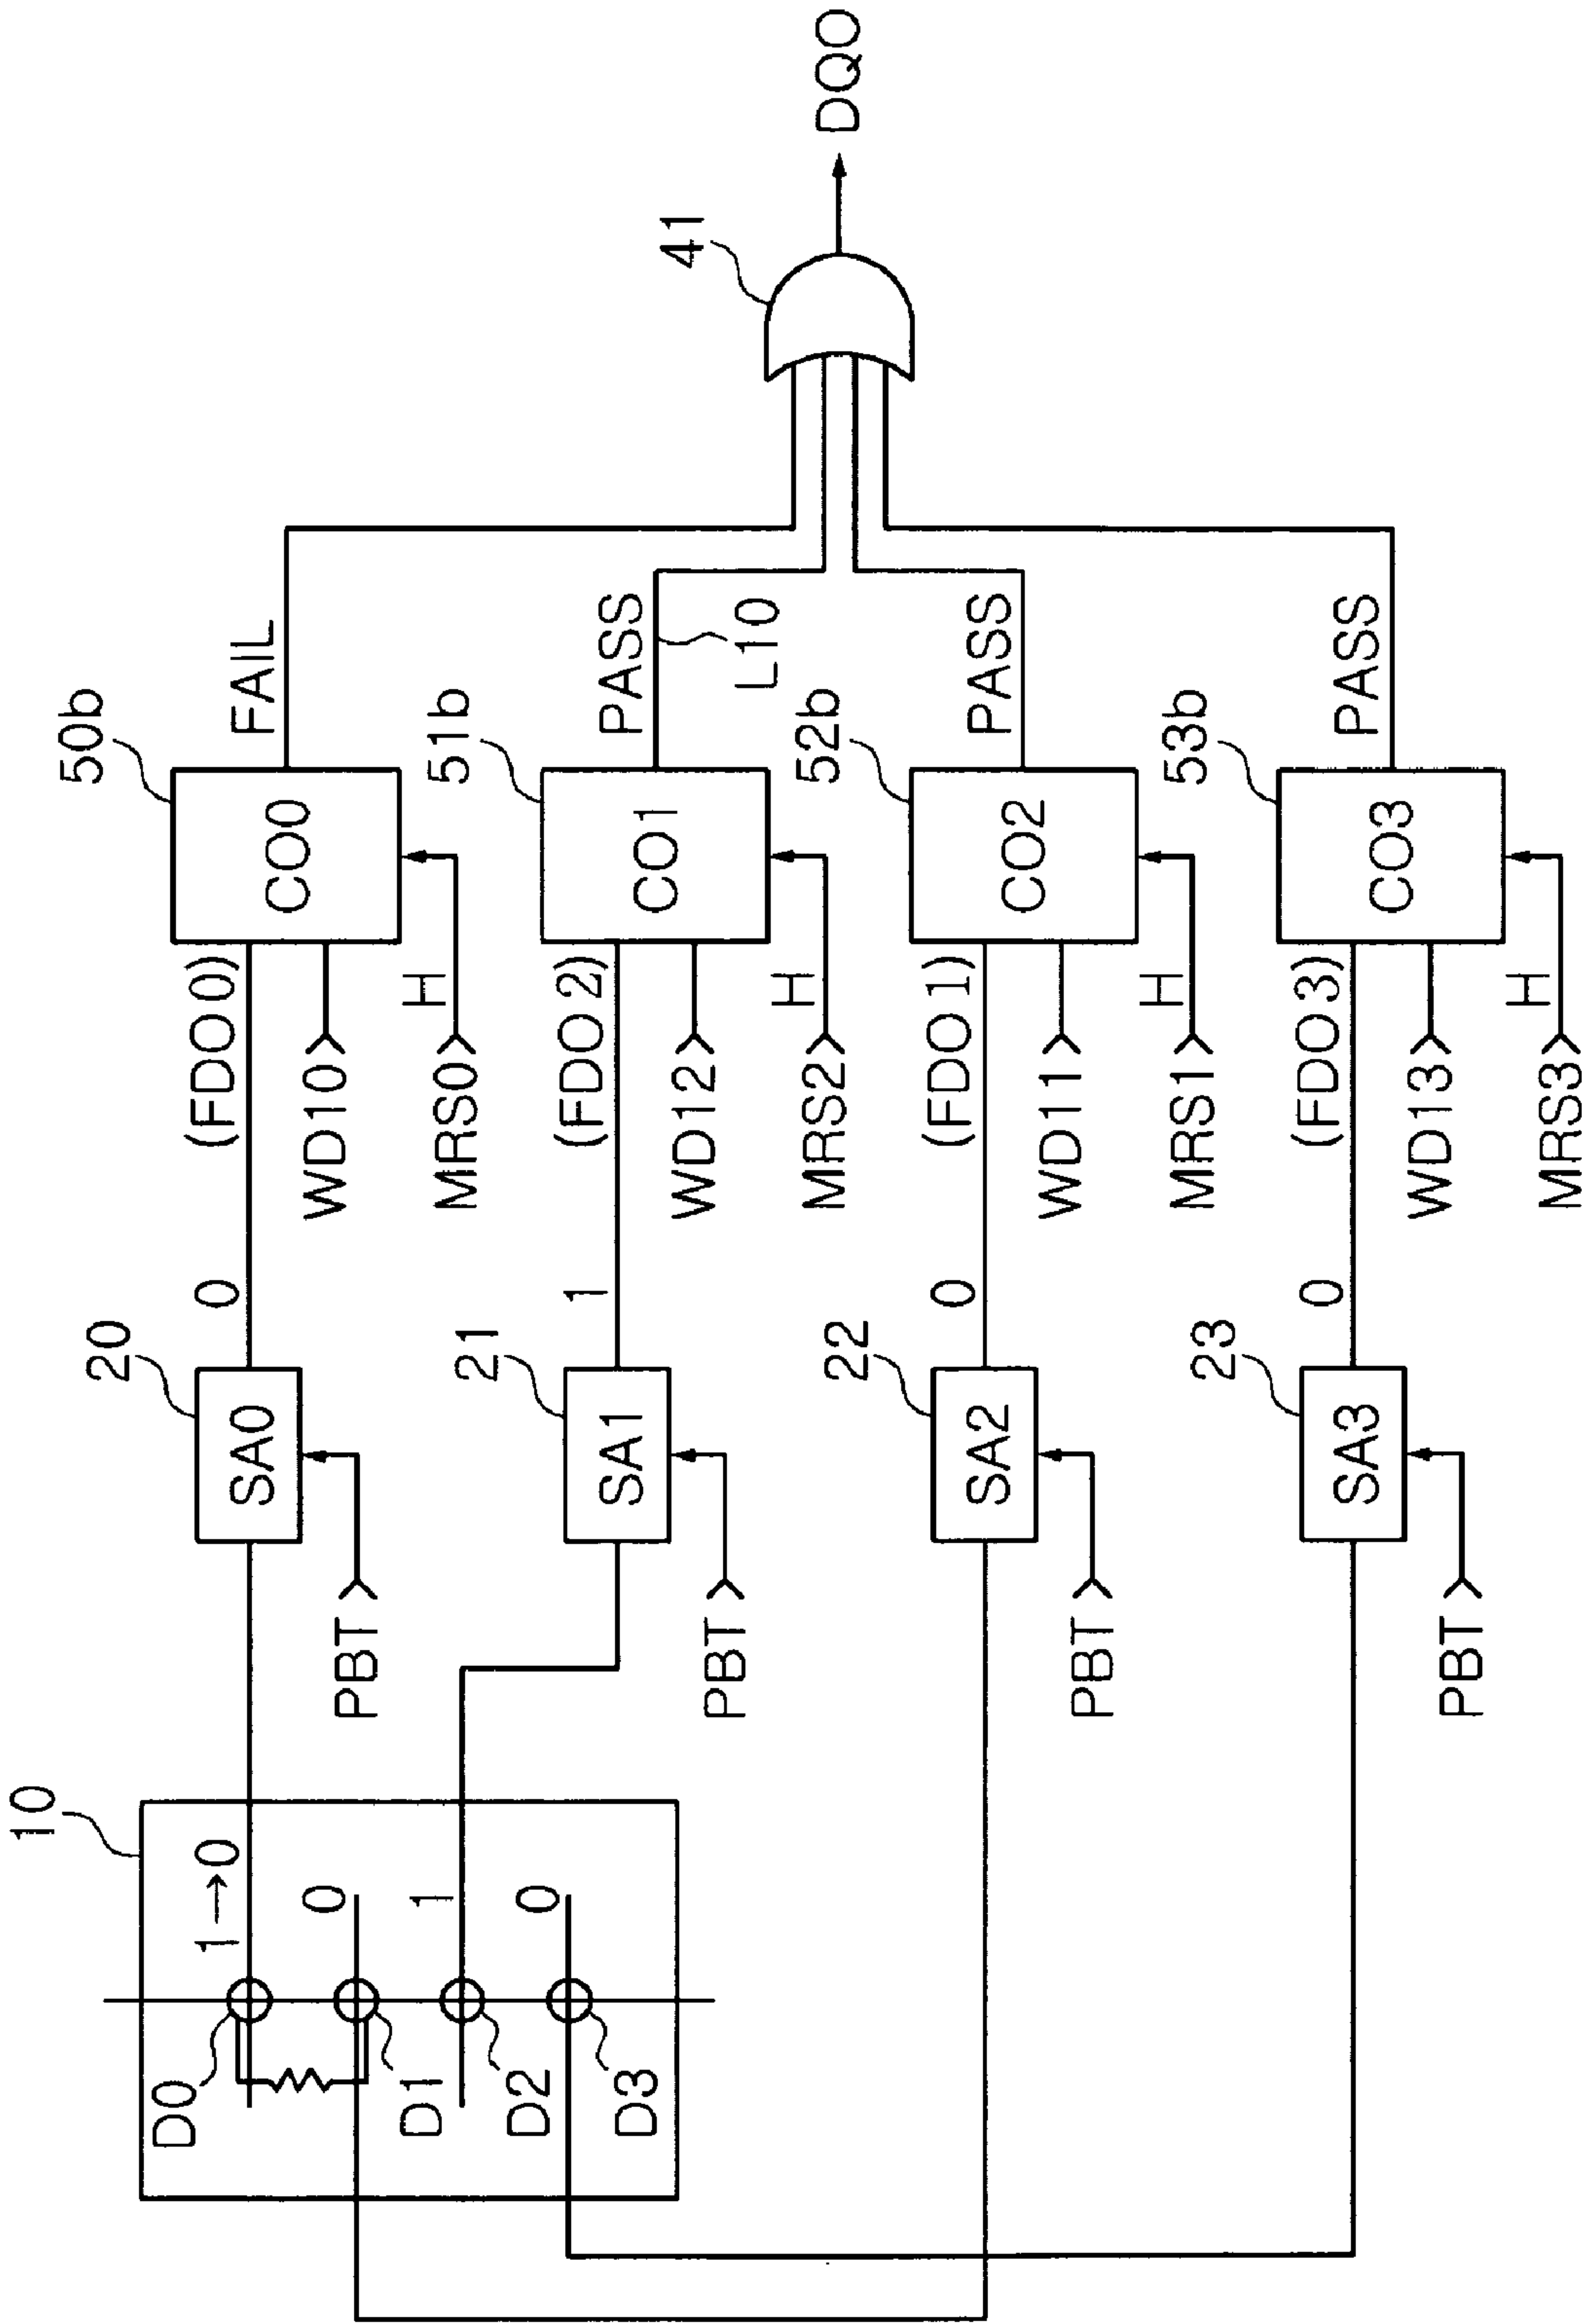 10
D0
1→0
D1
0
D2
1
D3
0
20
SA0
PBT
0
(FDO0)
WD10
H
MRS0
50b
CO0
FAIL
21
SA1
PBT
1
(FDO2)
WD12
H
MRS2
51b
CO1
PASS
L10
22
SA2
PBT
0
(FDO1)
WD11
H
MRS1
52b
CO2
PASS
23
SA3
PBT
0
(FDO3)
WD13
H
MRS3
53b
CO3
PASS
41
DQO